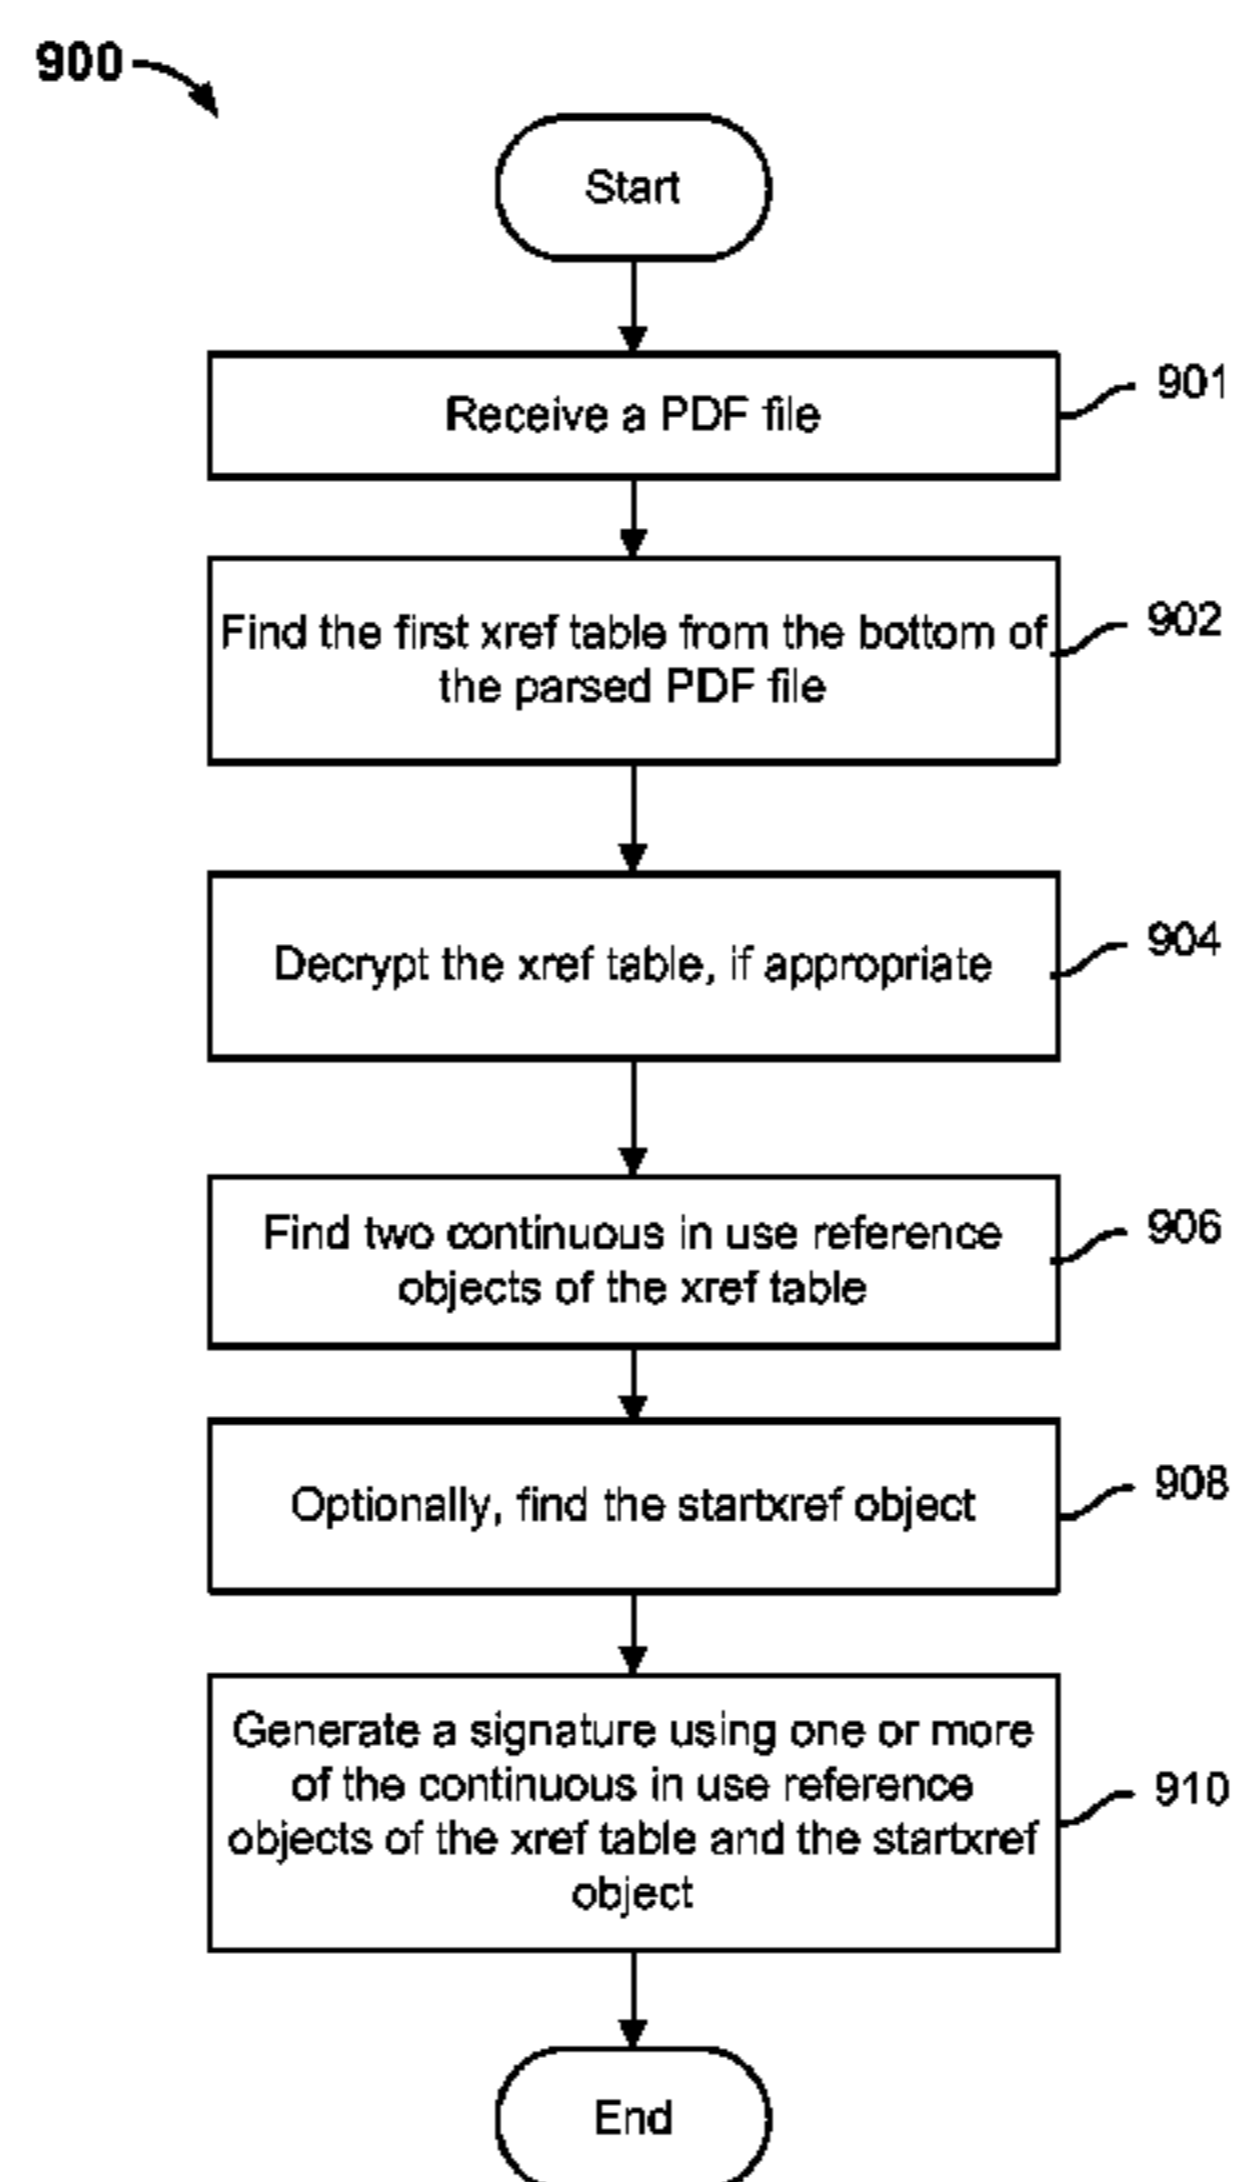 900
Start
Receive a PDF file
901
Find the first xref table from the bottom of
the parsed PDF file
902
Decrypt the xref table, if appropriate
904
Find two continuous in use reference
objects of the xref table
906
Optionally, find the startxref object
908
Generate a signature using one or more
of the continuous in use reference
objects of the xref table and the startxref
object
910
End